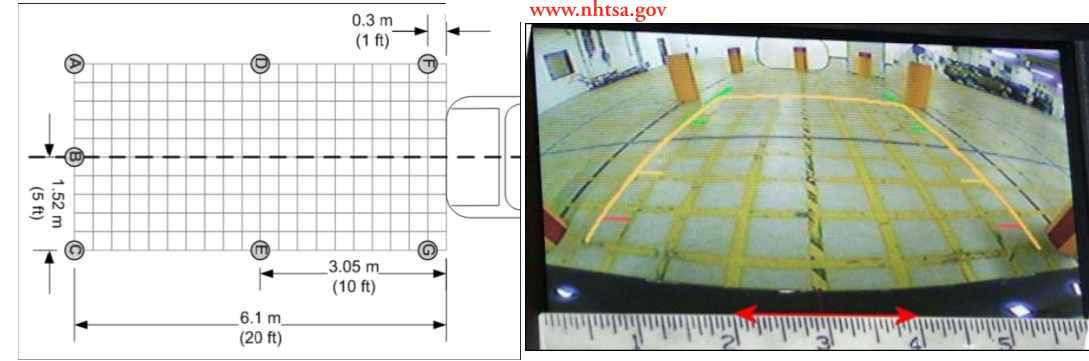 www.nhtsa.gov
0.3 m
(1 ft)
A
D
F
B
1.52 m
(5 ft)
C
E
G
3.05 m
(10 ft)
6.1 m
(20 ft)
1
2
3
4
5